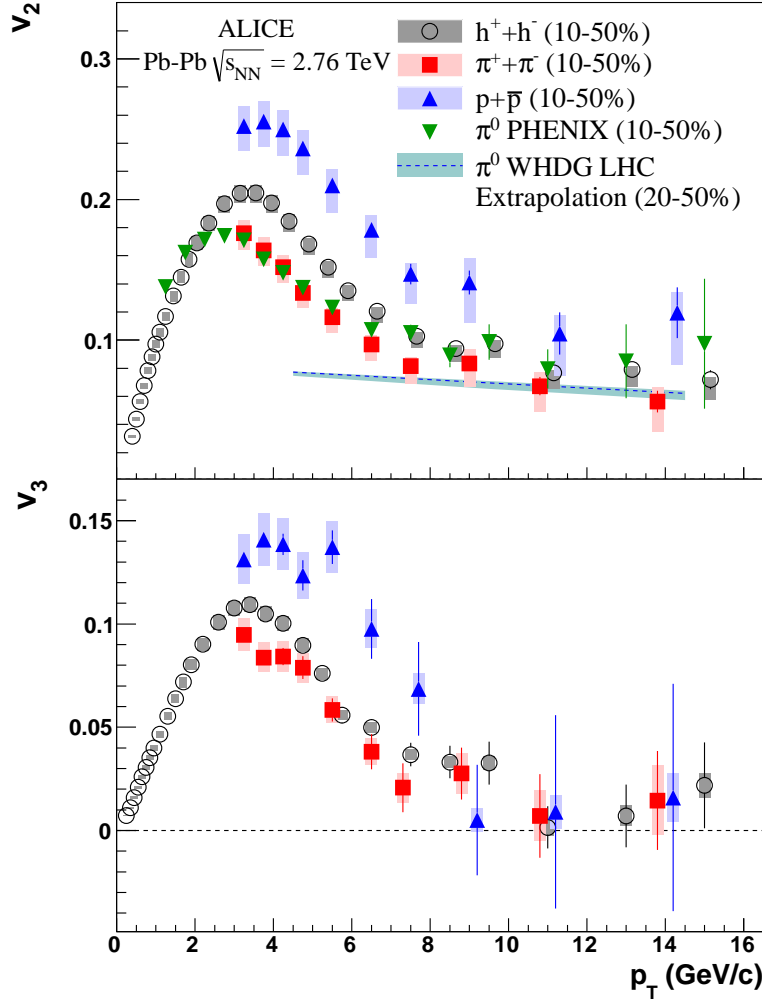 v₂
ALICE
Pb-Pb √s_NN = 2.76 TeV
h⁺+h⁻ (10-50%)
π⁺+π⁻ (10-50%)
p+p̅ (10-50%)
π⁰ PHENIX (10-50%)
π⁰ WHDG LHC
Extrapolation (20-50%)
0.3
0.2
0.1
v₃
0.15
0.1
0.05
0
0 2 4 6 8 10 12 14 16
p_T (GeV/c)